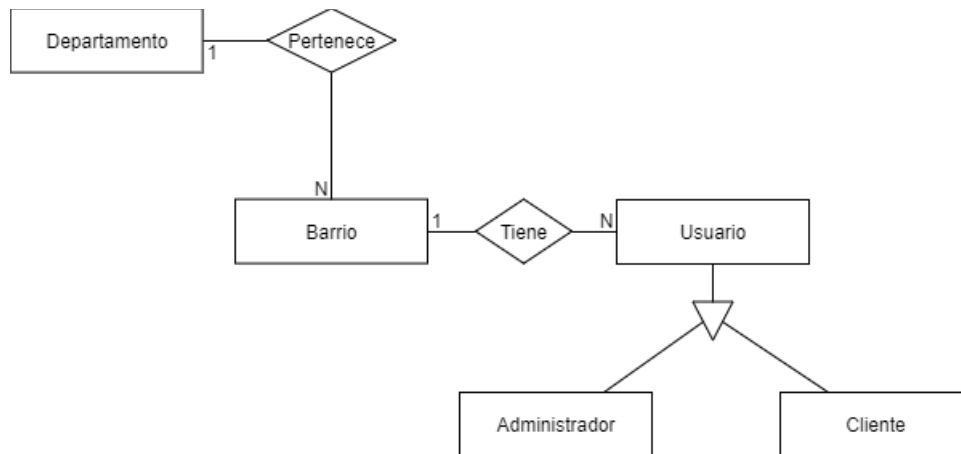 Departamento
1
Pertenece
N
Barrio
1
Tiene
N
Usuario
Administrador
Cliente